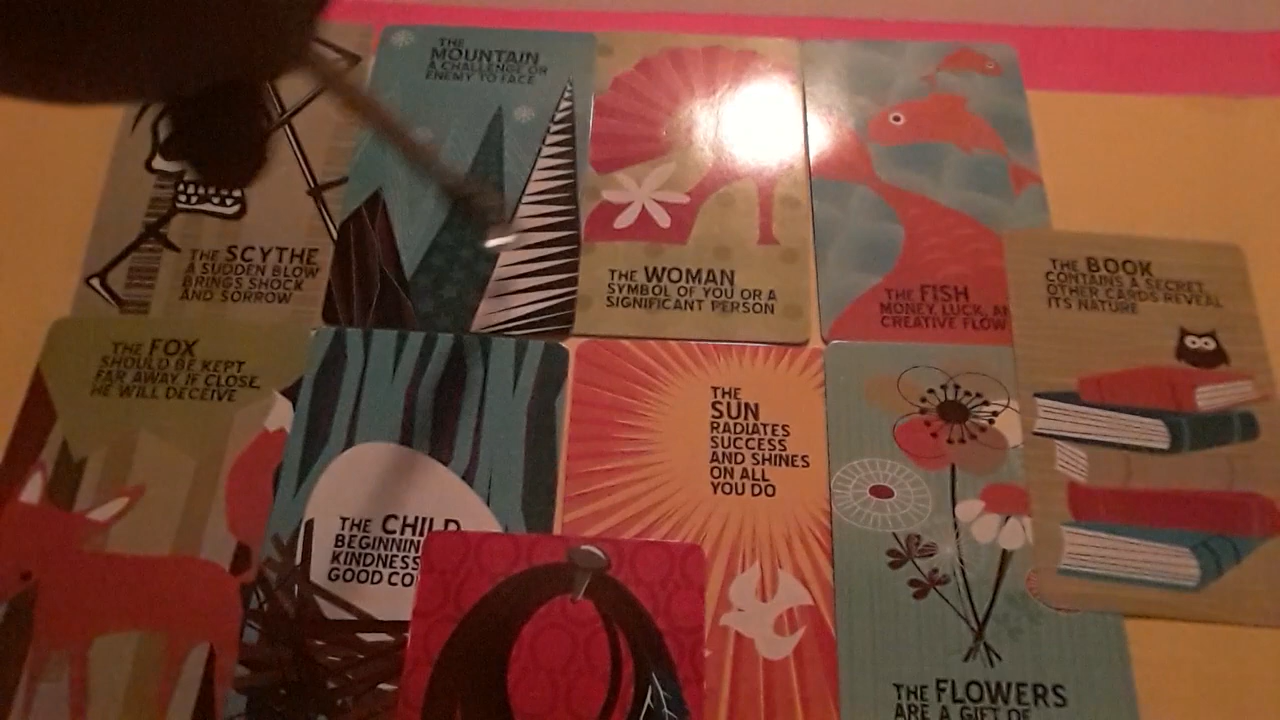 THE
MOUNTAIN
A CHALLENGE OR
ENEMY TO FACE
THE SCYTHE
A SUDDEN BLOW
BRINGS SHOCK
AND SORROW
THE WOMAN
SYMBOL OF YOU OR A
SIGNIFICANT PERSON
THE FISH
MONEY, LUCK, AN
CREATIVE FLOW
THE BOOK
CONTAINS A SECRET,
OTHER CARDS REVEAL
ITS NATURE
THE FOX
SHOULD BE KEPT
FAR AWAY. IF CLOSE,
HE WILL DECEIVE
THE CHILD
BEGINNIN
KINDNESS
GOOD CO
THE
SUN
RADIATES
SUCCESS
AND SHINES
ON ALL
YOU DO
THE FLOWERS
ARE A GIFT OF